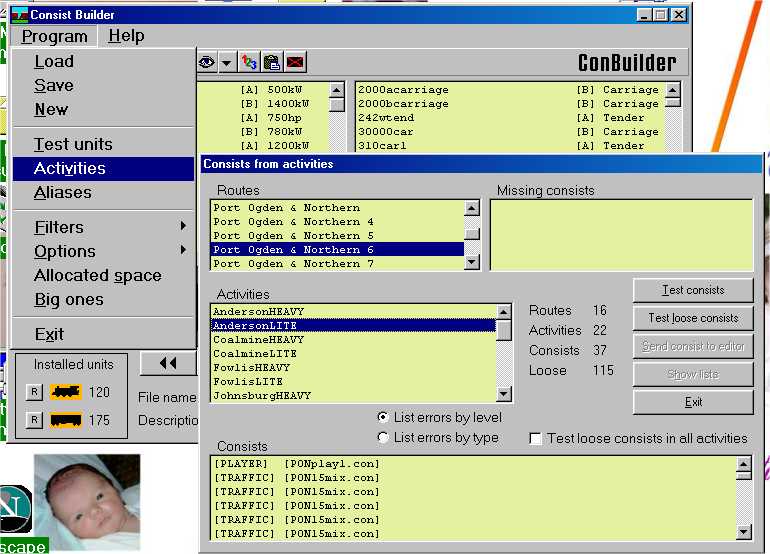 Consist Builder
Program Help
Load
Save
New
Test units
Activities
Aliases
Filters
Options
Allocated space
Big ones
Exit
ConBuilder
[A] 500kW
[B] 1400kW
[A] 750hp
[B] 780kW
[A] 1200kW
2000acarriage [B] Carriage
2000bcarriage [B] Carriage
242wtend [A] Tender
30000car [B] Carriage
310car1 [A] Tender
Installed units
R 120
R 175
File name
Descriptio
Consists from activities
Routes
Port Ogden & Northern
Port Ogden & Northern 4
Port Ogden & Northern 5
Port Ogden & Northern 6
Port Ogden & Northern 7
Missing consists
Activities
AndersonHEAVY
AndersonLITE
CoalmineHEAVY
CoalmineLITE
FowlisHEAVY
FowlisLITE
JohnsburgHEAVY
Routes 16
Activities 22
Consists 37
Loose 115
Test consists
Test loose consists
Send consist to editor
Show lists
Exit
List errors by level
List errors by type
Test loose consists in all activities
Consists
[PLAYER] [PONplay1.con]
[TRAFFIC] [PON15mix.con]
[TRAFFIC] [PON15mix.con]
[TRAFFIC] [PON15mix.con]
[TRAFFIC] [PON15mix.con]
[TRAFFIC] [PON15mix.con]
N
scape